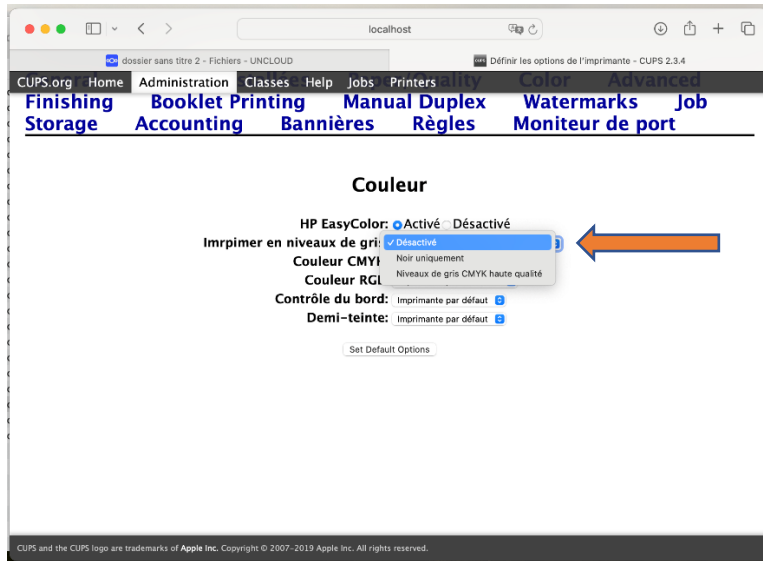 localhost
dossier sans titre 2 - Fichiers - UNCLOUD
CUPS Définir les options de l'imprimante - CUPS 2.3.4
CUPS.org Home Administration Classes Help Jobs Printers
Color Advanced
Finishing Booklet Printing Manual Duplex Watermarks Job
Storage Accounting Bannières Règles Moniteur de port
Couleur
HP EasyColor: Activé Désactivé
Imrpimer en niveaux de gris
✓ Désactivé
Noir uniquement
Niveaux de gris CMYK haute qualité
Couleur CMYK
Couleur RGB
Contrôle du bord: Imprimante par défaut
Demi-teinte: Imprimante par défaut
Set Default Options
CUPS and the CUPS logo are trademarks of Apple Inc. Copyright © 2007-2019 Apple Inc. All rights reserved.